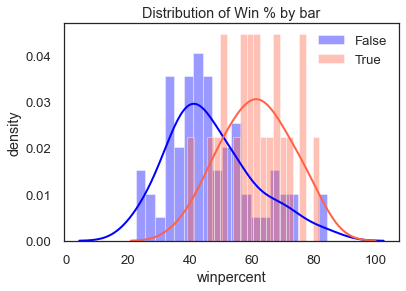 Distribution of Win % by bar
False
True
density
0.04
0.03
0.02
0.01
0.00
0 20 40 60 80 100
winpercent